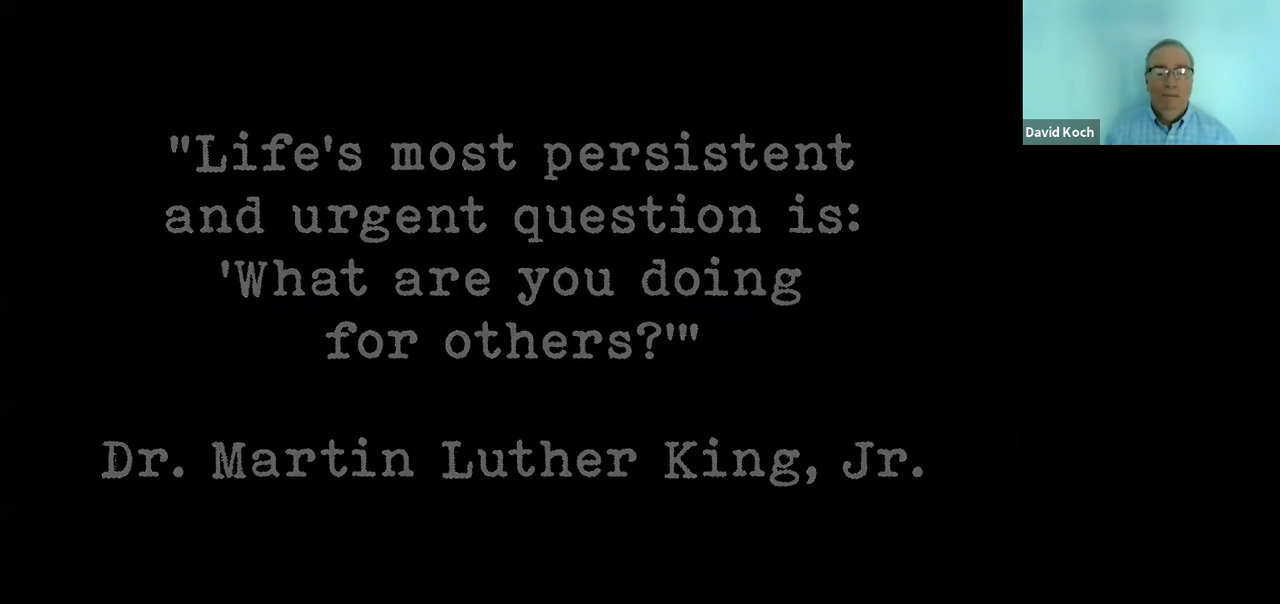 "Life's most persistent
and urgent question is:
'What are you doing
for others?'"
Dr. Martin Luther King, Jr.
David Koch